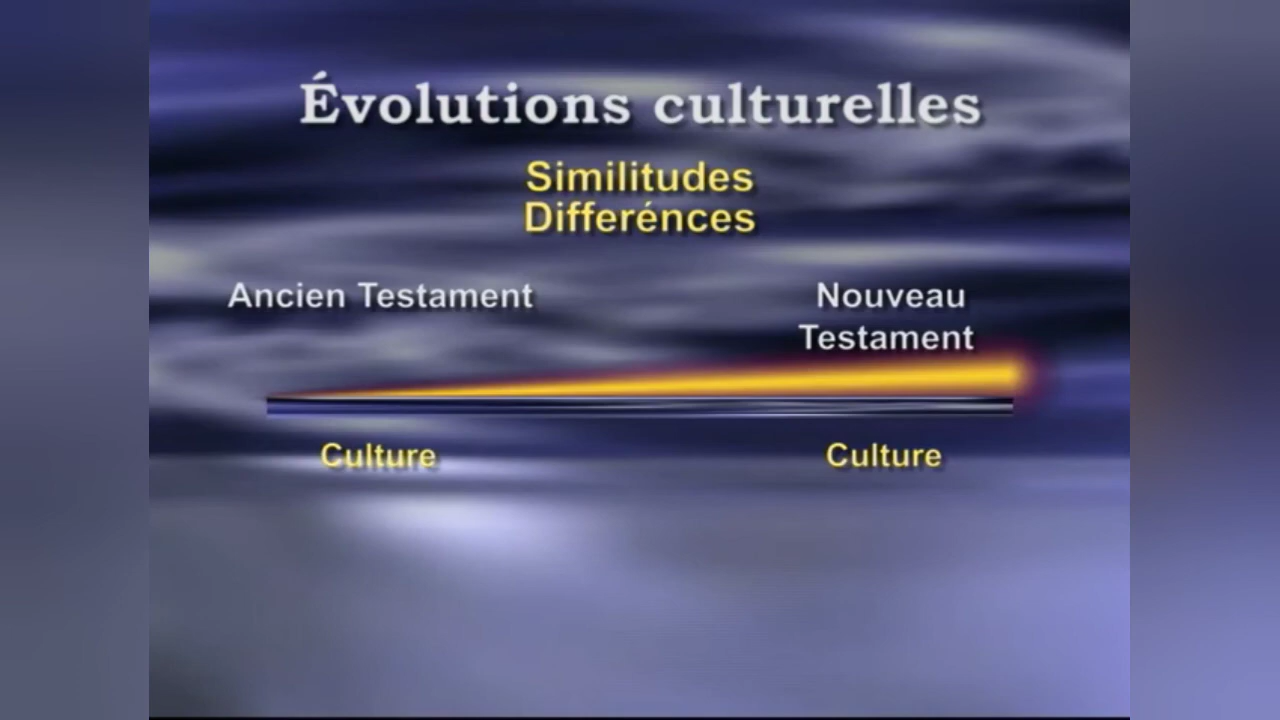 Évolutions culturelles
Similitudes
Differénces
Ancien Testament
Nouveau
Testament
Culture
Culture